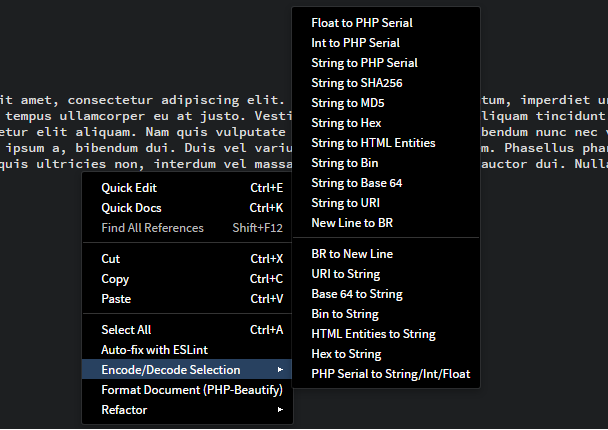 Float to PHP Serial
Int to PHP Serial
String to PHP Serial
String to SHA256
String to MD5
String to Hex
String to HTML Entities
String to Bin
String to Base 64
String to URI
New Line to BR
BR to New Line
URI to String
Base 64 to String
Bin to String
HTML Entities to String
Hex to String
PHP Serial to String/Int/Float
it amet, consectetur adipiscing elit. tum, imperdiet ur
tempus ullamcorper eu at justo. Vesti aliquam tincidunt
etur elit aliquam. Nam quis vulputate bendum nunc nec v
ipsum a, bibendum dui. Duis vel variu m. Phasellus phar
quis ultricies non, interdum vel massa auctor dui. Nulla
Quick Edit Ctrl+E
Quick Docs Ctrl+K
Find All References Shift+F12
Cut Ctrl+X
Copy Ctrl+C
Paste Ctrl+V
Select All Ctrl+A
Auto-fix with ESLint
Encode/Decode Selection
Format Document (PHP-Beautify)
Refactor